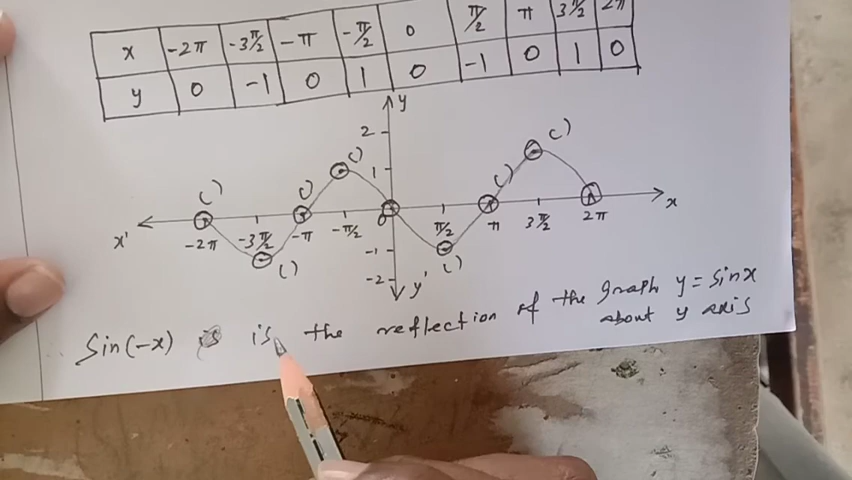 x -2π -3π/2 -π -π/2 0 π/2 π 3π/2 2π
y 0 -1 0 1 0 -1 0 1 0
y
2
1
x' -2π -3π/2 -π -π/2 0 π/2 π 3π/2 2π x
-1
-2
y'
Sin(-x) is the reflection of the graph y = sinx
about y axis